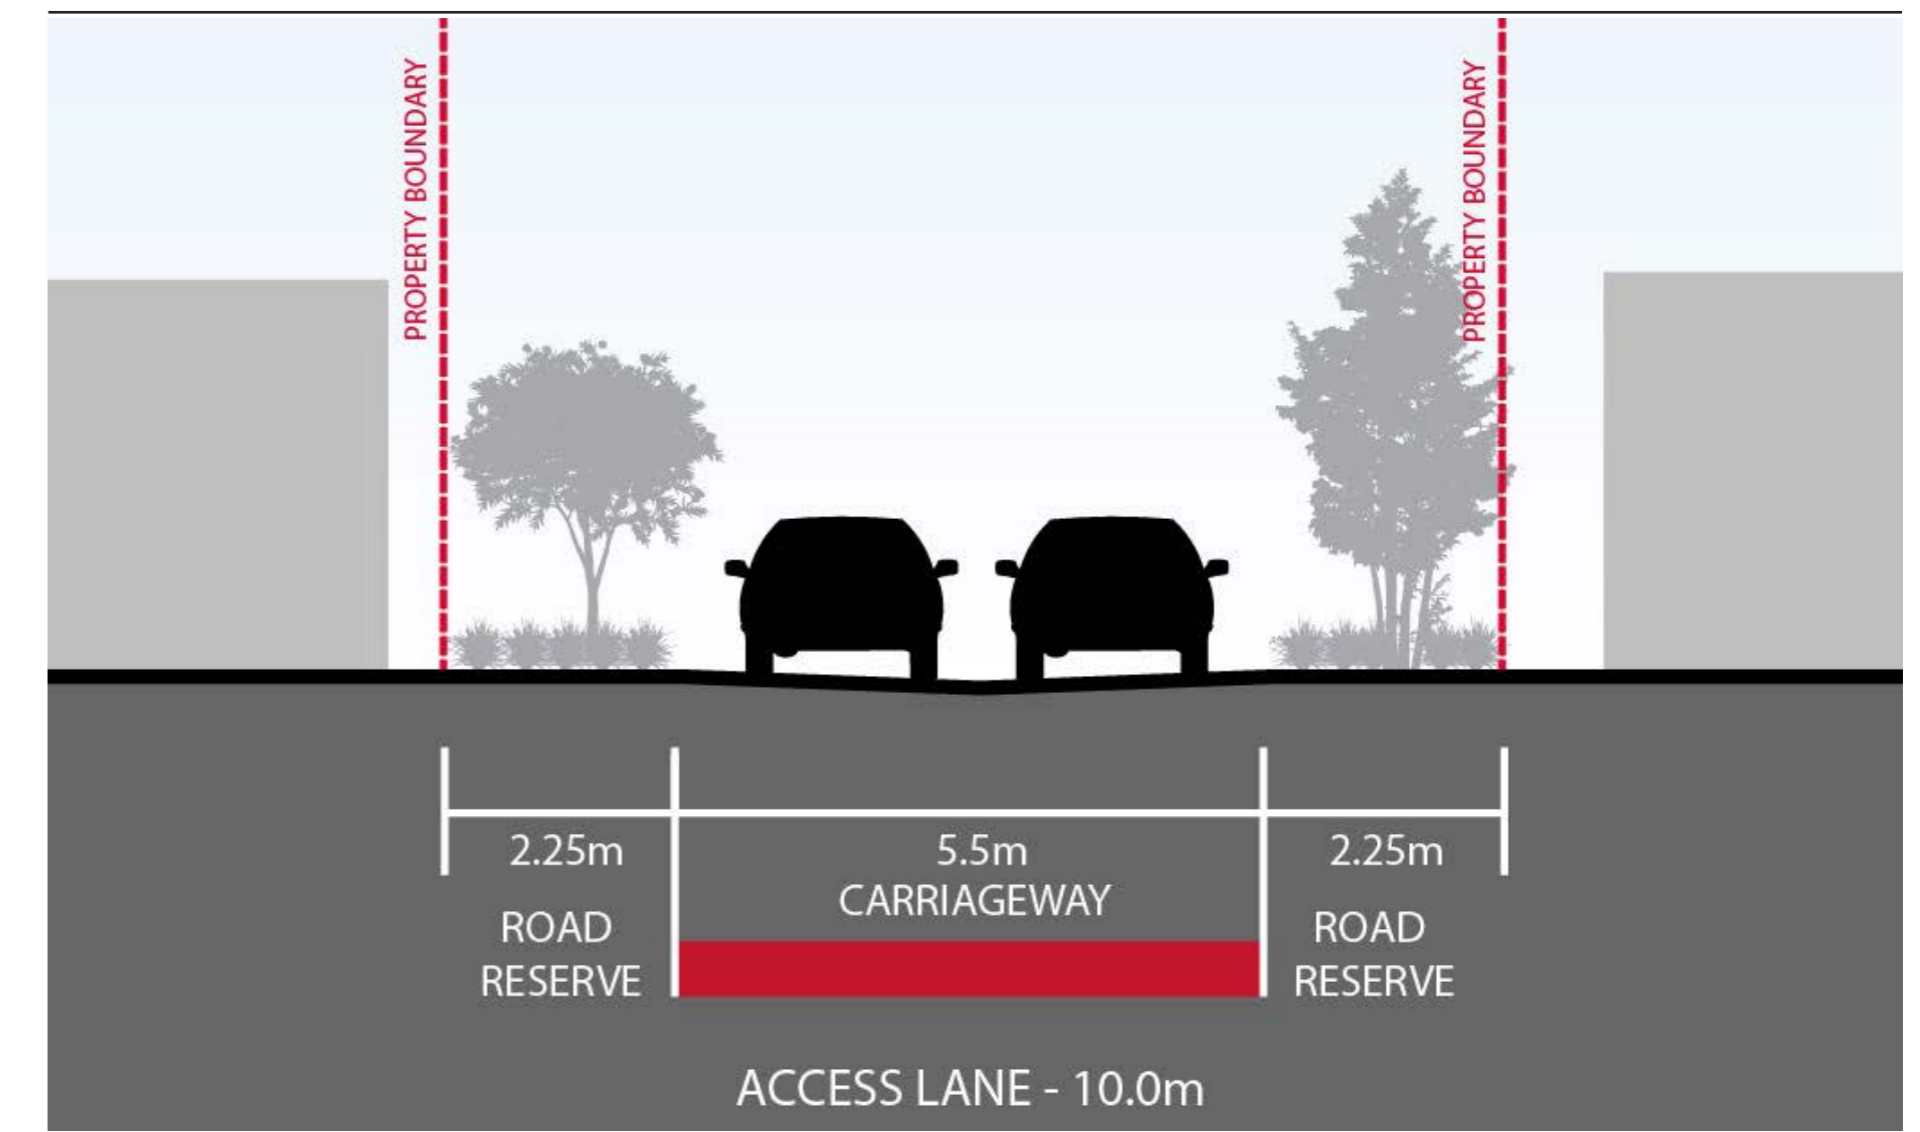 PROPERTY BOUNDARY
PROPERTY BOUNDARY
2.25m
5.5m
2.25m
CARRIAGEWAY
ROAD
RESERVE
ROAD
RESERVE
ACCESS LANE - 10.0m